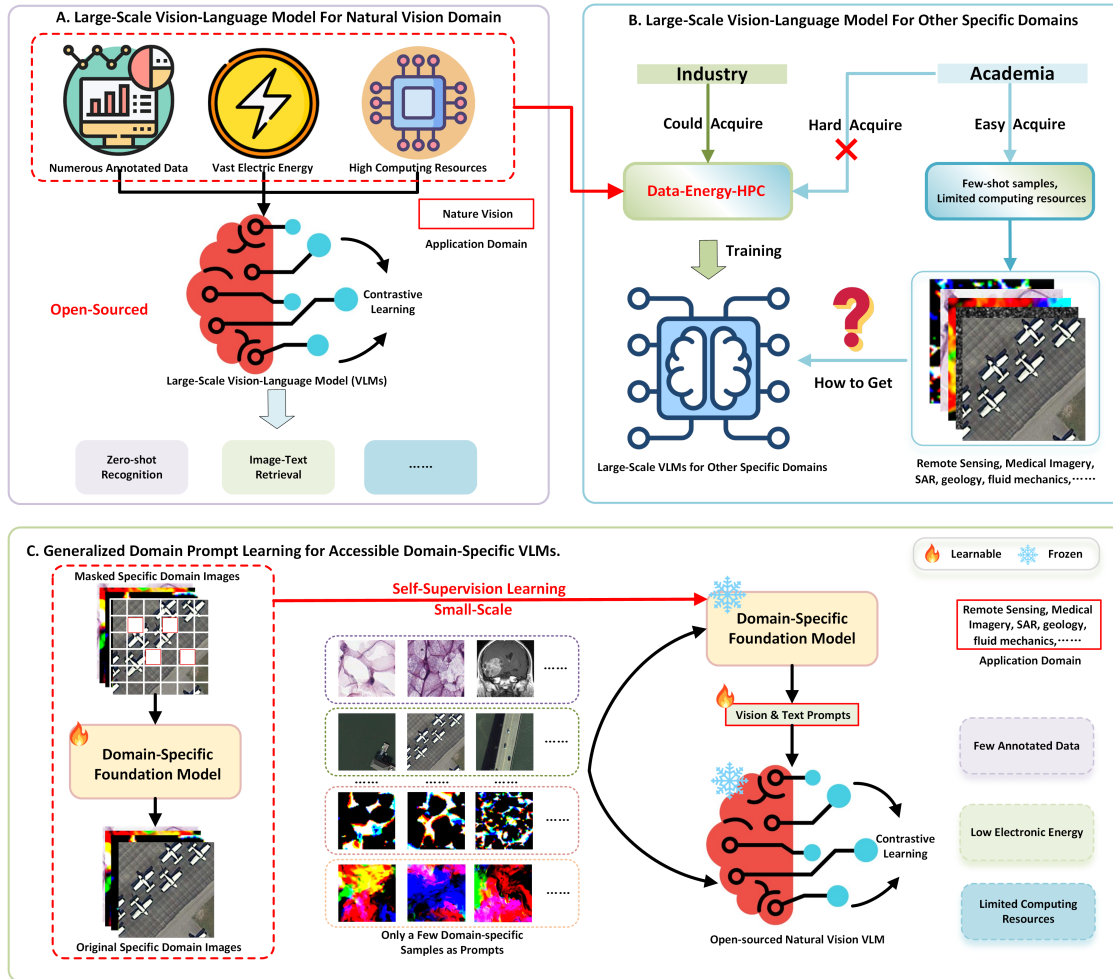 A. Large-Scale Vision-Language Model For Natural Vision Domain
Numerous Annotated Data
Vast Electric Energy
High Computing Resources
Nature Vision
Application Domain
Open-Sourced
Contrastive
Learning
Large-Scale Vision-Language Model (VLMs)
Zero-shot
Recognition
Image-Text
Retrieval
……
B. Large-Scale Vision-Language Model For Other Specific Domains
Industry
Academia
Could Acquire
Hard Acquire
Easy Acquire
Data-Energy-HPC
Few-shot samples,
Limited computing resources
Training
?
How to Get
Large-Scale VLMs for Other Specific Domains
Remote Sensing, Medical Imagery,
SAR, geology, fluid mechanics,……
C. Generalized Domain Prompt Learning for Accessible Domain-Specific VLMs.
Learnable
Frozen
Masked Specific Domain Images
Domain-Specific
Foundation Model
Original Specific Domain Images
Self-Supervision Learning
Small-Scale
……
……
…… …… ……
……
……
Only a Few Domain-specific
Samples as Prompts
Domain-Specific
Foundation Model
Vision & Text Prompts
Contrastive
Learning
Open-sourced Natural Vision VLM
Remote Sensing, Medical
Imagery, SAR, geology,
fluid mechanics,……
Application Domain
Few Annotated Data
Low Electronic Energy
Limited Computing
Resources